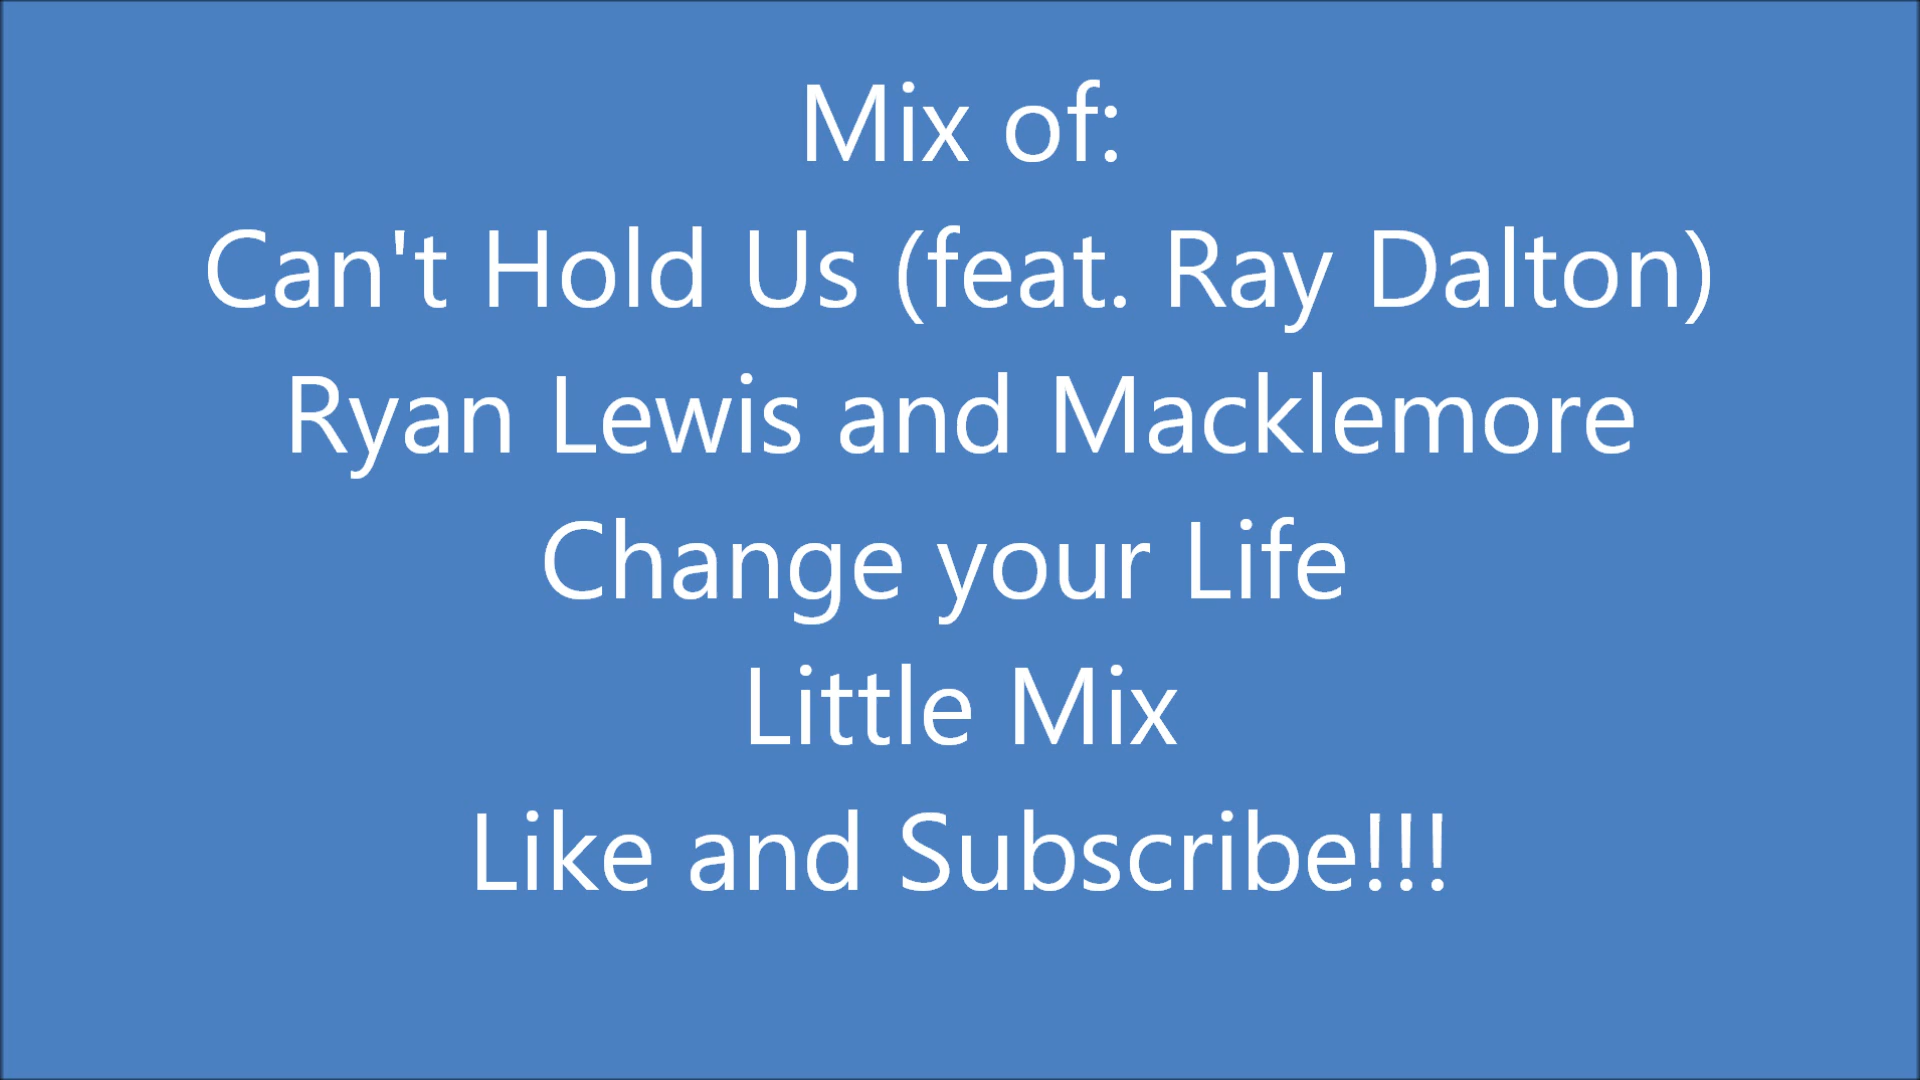 Mix of:
Can't Hold Us (feat. Ray Dalton)
Ryan Lewis and Macklemore
Change your Life
Little Mix
Like and Subscribe!!!